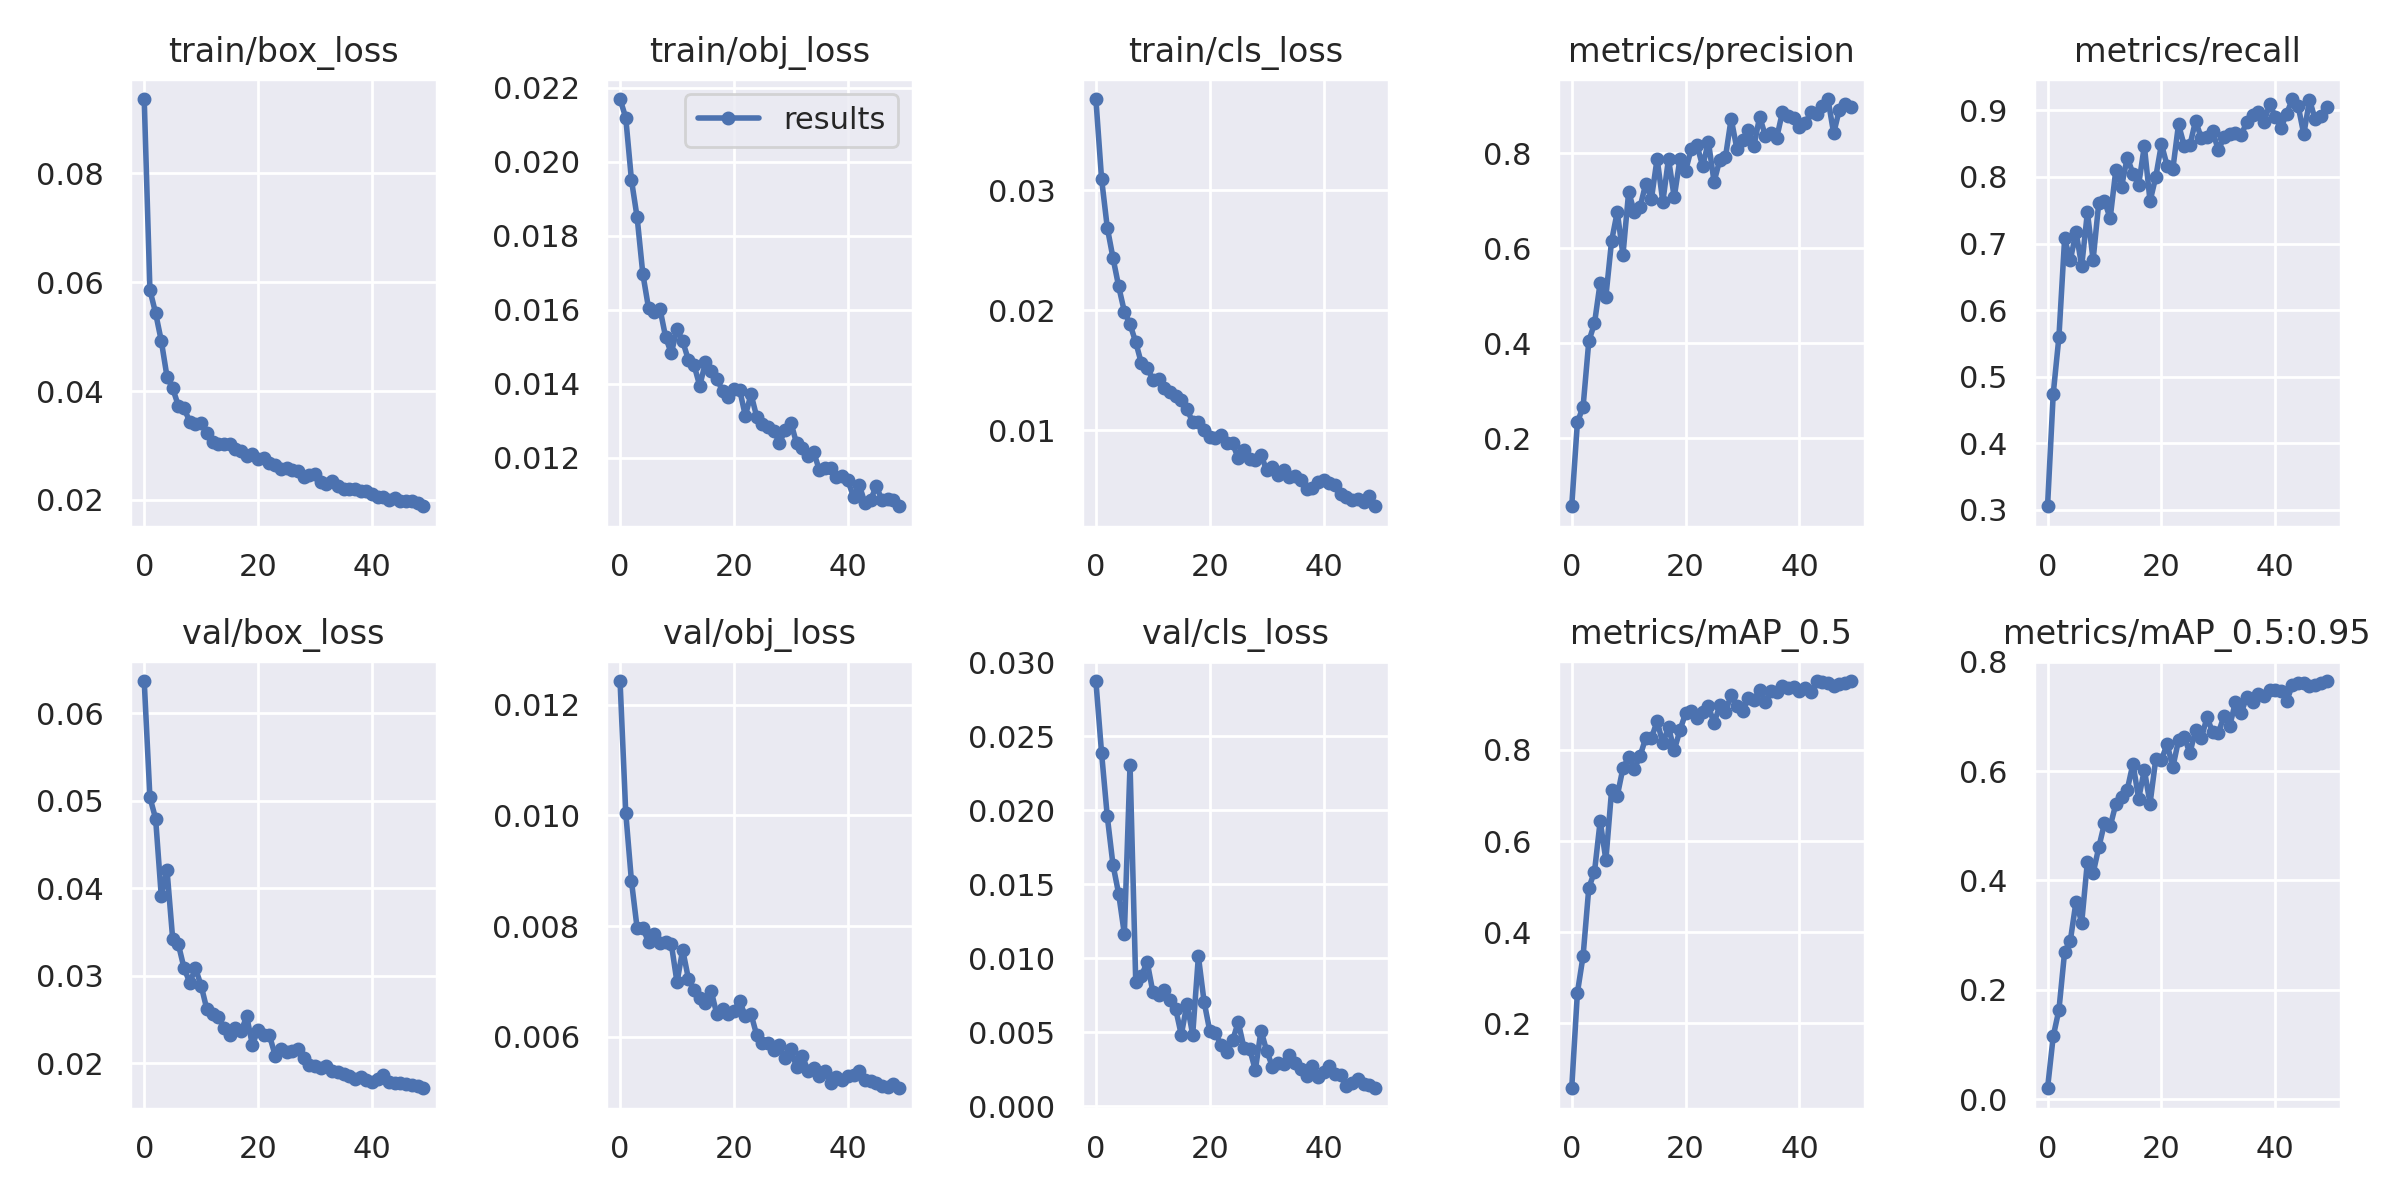 train/box_loss
train/obj_loss
train/cls_loss
metrics/precision
metrics/recall
0.08
0.06
0.04
0.02
0 20 40
0.022
0.020
0.018
0.016
0.014
0.012
results
0 20 40
0.03
0.02
0.01
0 20 40
0.8
0.6
0.4
0.2
0 20 40
0.9
0.8
0.7
0.6
0.5
0.4
0.3
0 20 40
val/box_loss
val/obj_loss
val/cls_loss
metrics/mAP_0.5
metrics/mAP_0.5:0.95
0.06
0.05
0.04
0.03
0.02
0 20 40
0.012
0.010
0.008
0.006
0 20 40
0.030
0.025
0.020
0.015
0.010
0.005
0.000
0 20 40
0.8
0.6
0.4
0.2
0 20 40
0.8
0.6
0.4
0.2
0.0
0 20 40